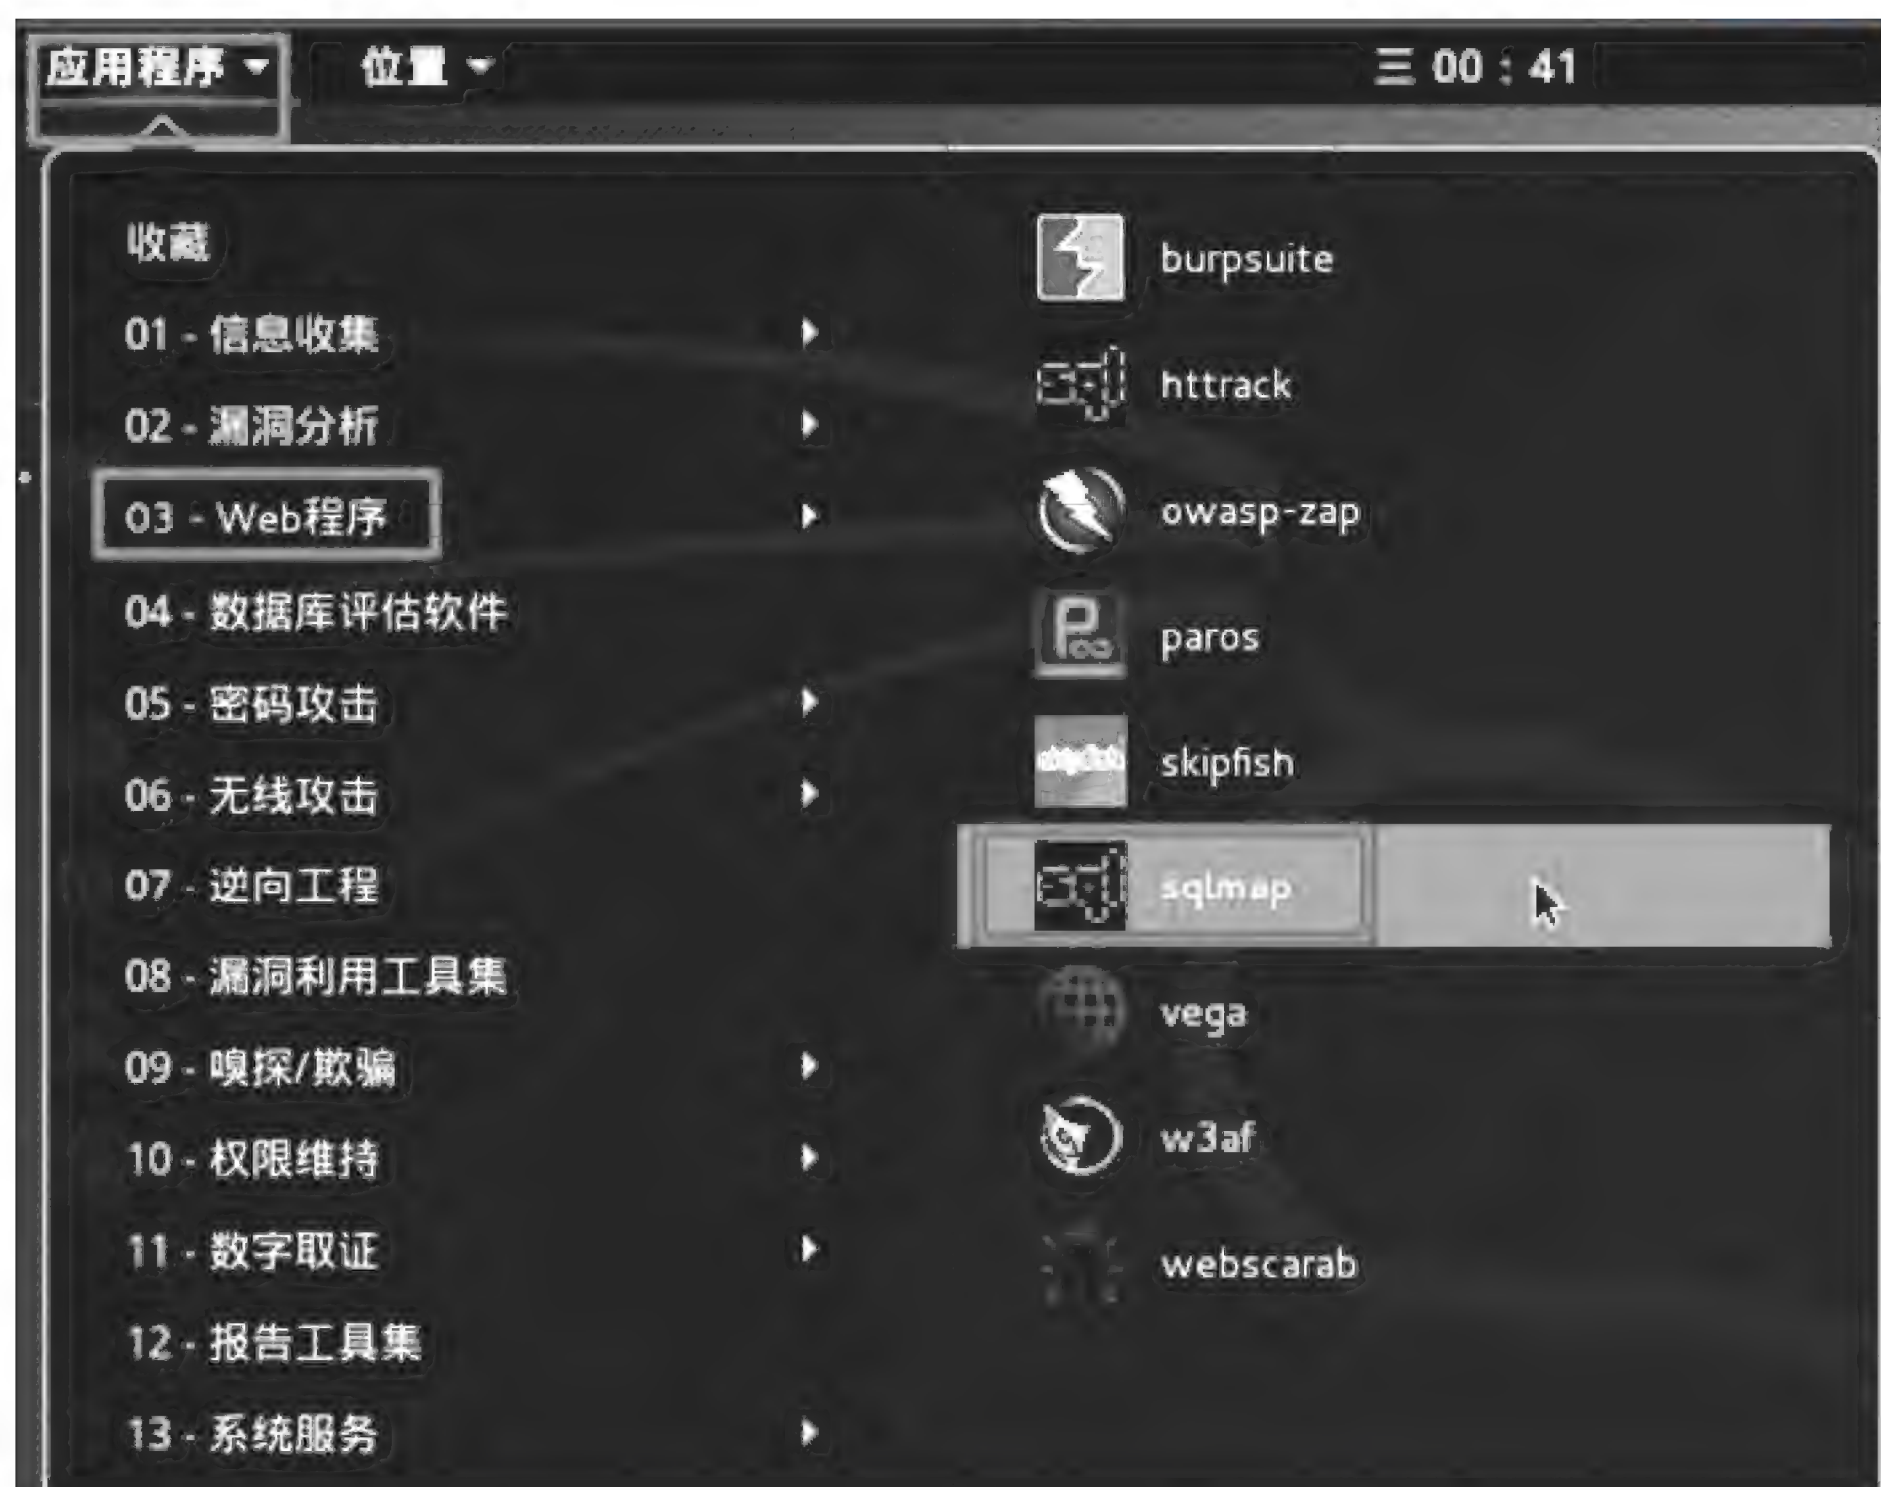 应用程序 位置 三 00：41
收藏
01 - 信息收集
02 - 漏洞分析
03 - Web程序
04 - 数据库评估软件
05 - 密码攻击
06 - 无线攻击
07 - 逆向工程
08 - 漏洞利用工具集
09 - 嗅探/欺骗
10 - 权限维持
11 - 数字取证
12 - 报告工具集
13 - 系统服务
burpsuite
httrack
owasp-zap
paros
skipfish
sqlmap
vega
w3af
webscarab